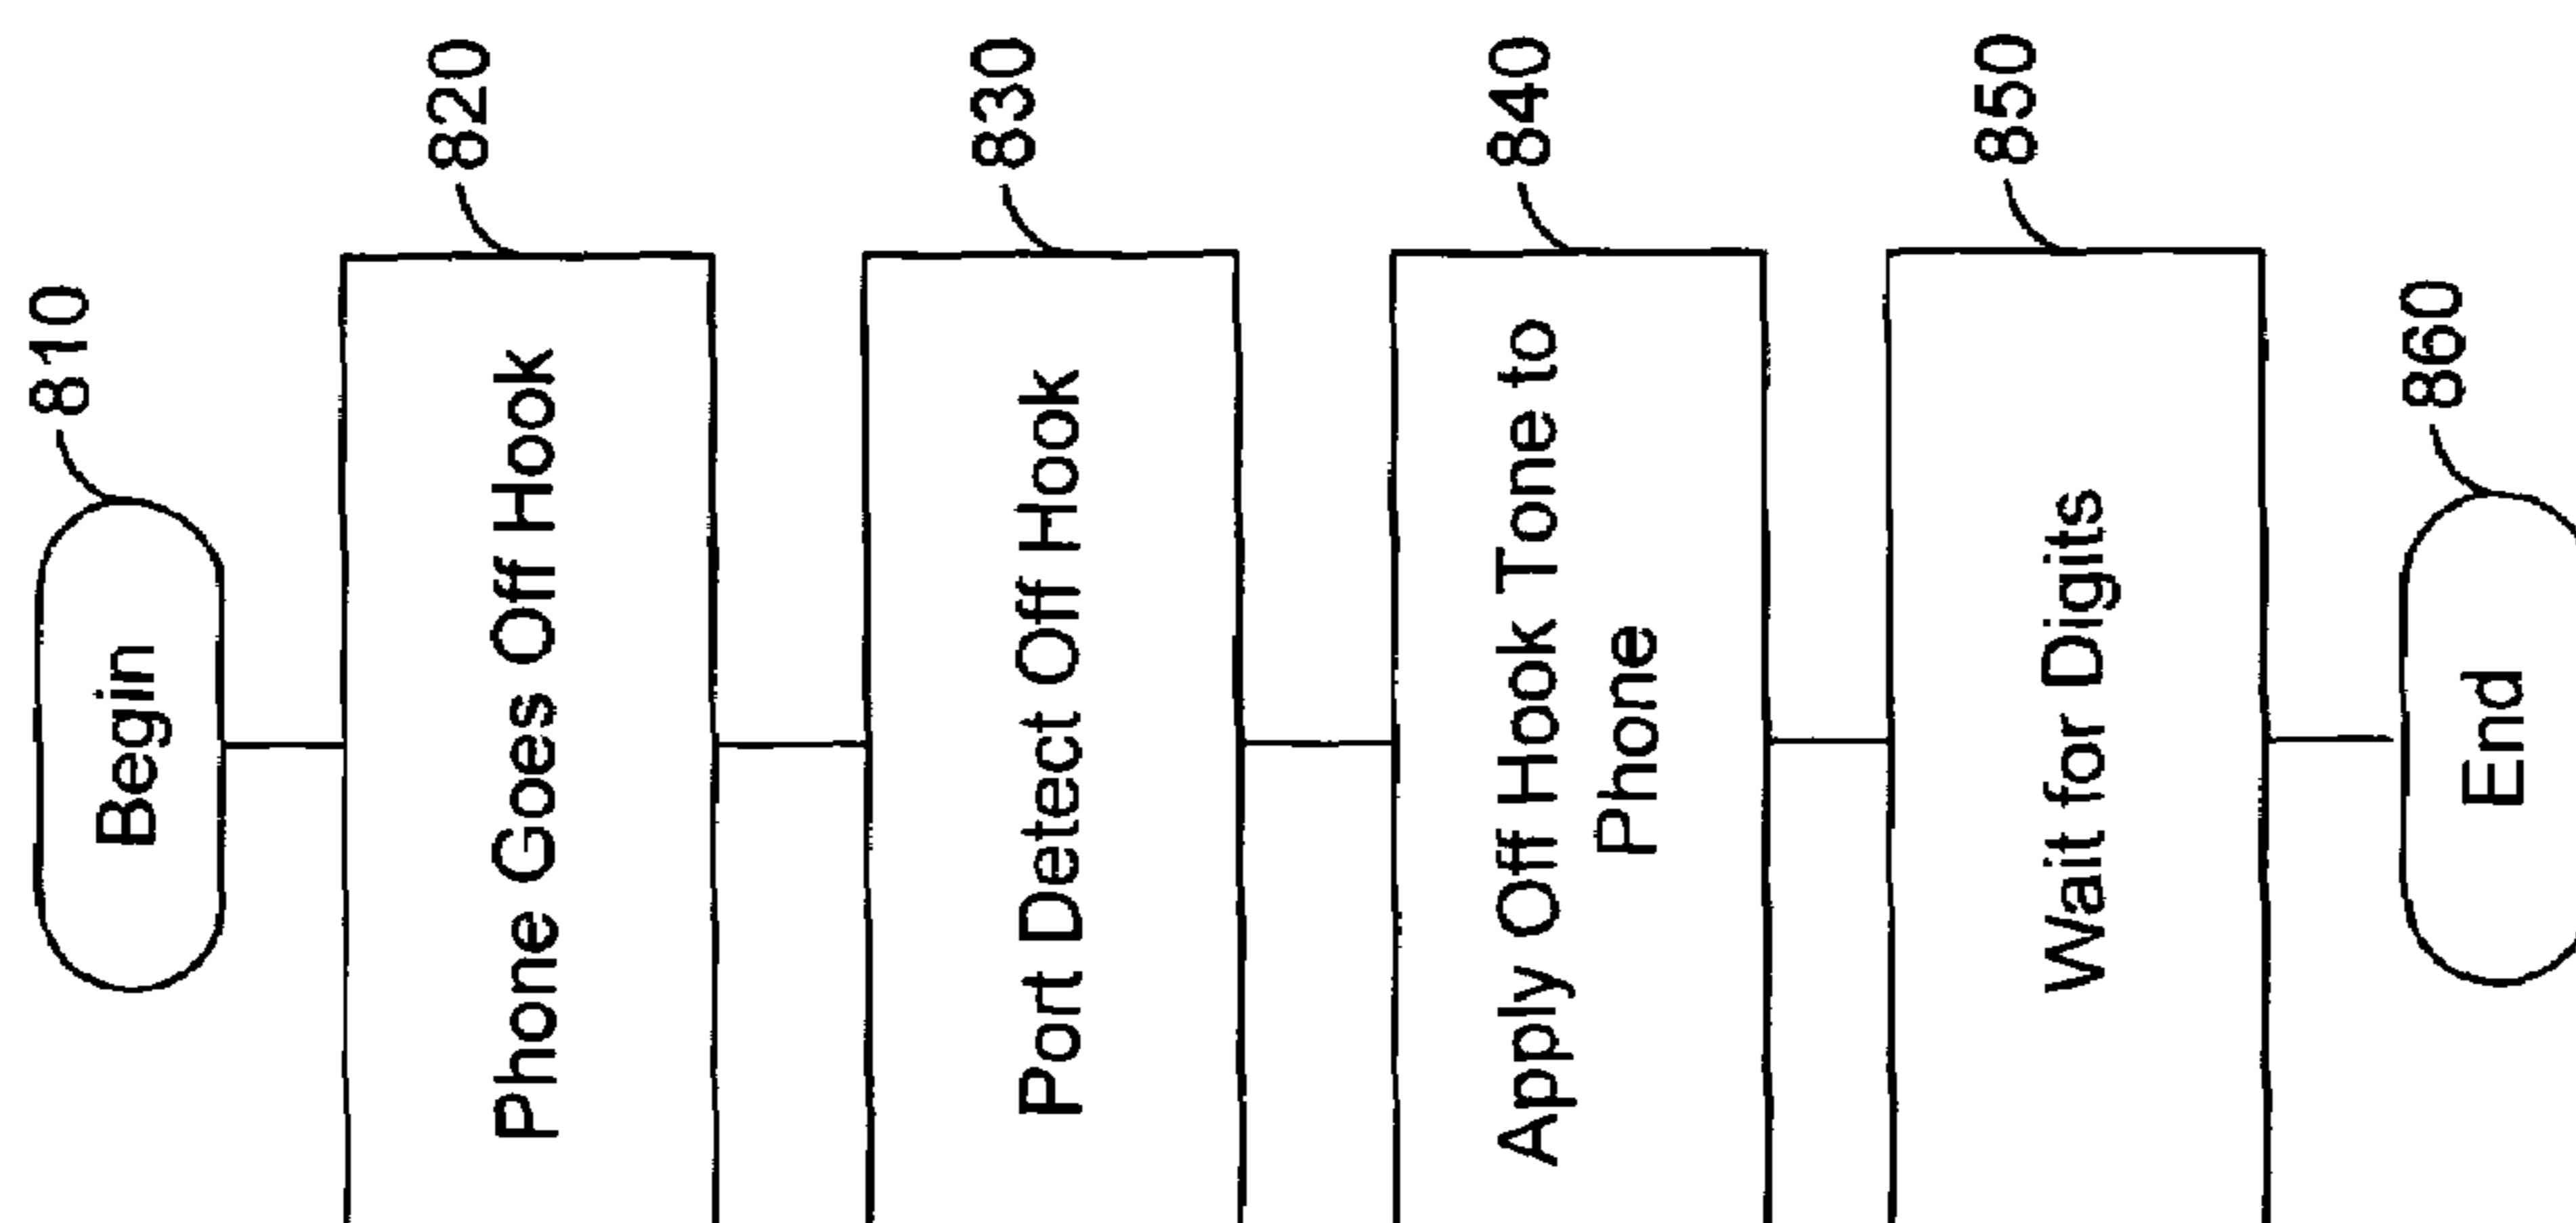 810
Begin
820
Phone Goes Off Hook
830
Port Detect Off Hook
840
Apply Off Hook Tone to
Phone
850
Wait for Digits
860
End